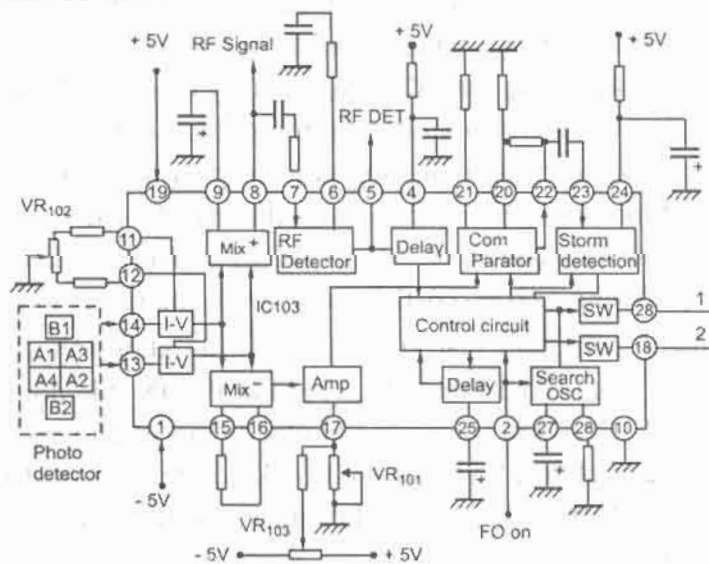 + 5V
RF Signal
+ 5V
+ 5V
RF DET
19
9
8
7
6
5
4
21
20
22
23
24
VR102
11
12
14
13
Mix+
RF Detector
Delay
Com Parator
Storm detection
I-V
I-V
IC103
Control circuit
SW
28
1
SW
18
2
B1
A1 A3
A4 A2
B2
Photo detector
Mix-
Amp
Delay
Search OSC
1
15
16
17
25
2
27
28
10
- 5V
VR101
VR103
- 5V
+ 5V
FO on
+
+
+
+